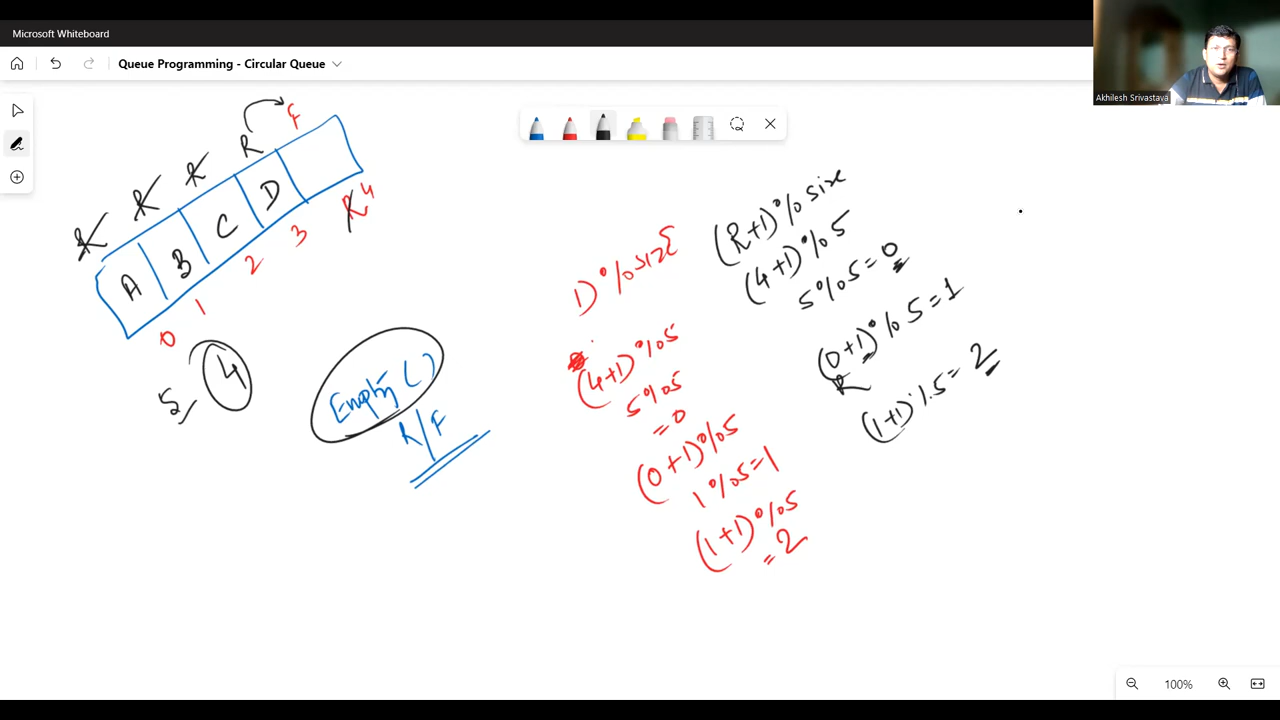 Microsoft Whiteboard
Queue Programming - Circular Queue
Akhilesh Srivastava
R R R R F
A B C D
0 1 2 3 4
5 4
Empty ( )
R/F
1) % SIZE
(4+1) % 5
5 % 5
= 0
(0+1) % 5
1 % 5 = 1
(1+1) % 5
= 2
(R+1) % size
(4+1) % 5
5 % 5 = 0
(0+1) % 5 = 1
R
(1+1) % 5 = 2
100%